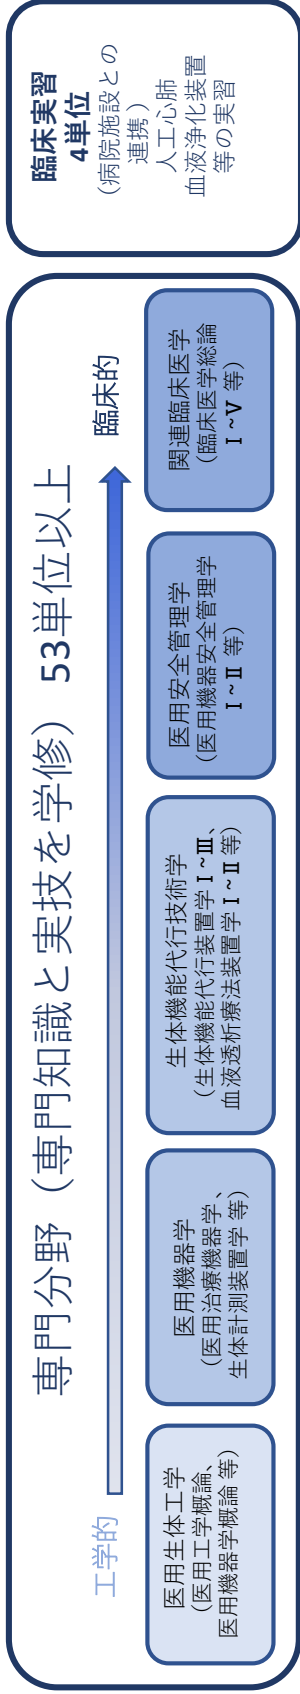 専門分野（専門知識と実技を学修） 53単位以上
工学的
臨床的
医用生体工学
（医用工学概論、
医用機器学概論 等）
医用機器学
（医用治療機器学、
生体計測装置学 等）
生体機能代行技術学
（生体機能代行装置学Ⅰ~Ⅲ、
血液透析療法装置学Ⅰ~Ⅱ 等）
医用安全管理学
（医用機器安全管理学
Ⅰ~Ⅱ 等）
関連臨床医学
（臨床医学総論
Ⅰ~Ⅴ 等）
臨床実習
4単位
（病院施設との
連携）
人工心肺
血液浄化装置
等の実習